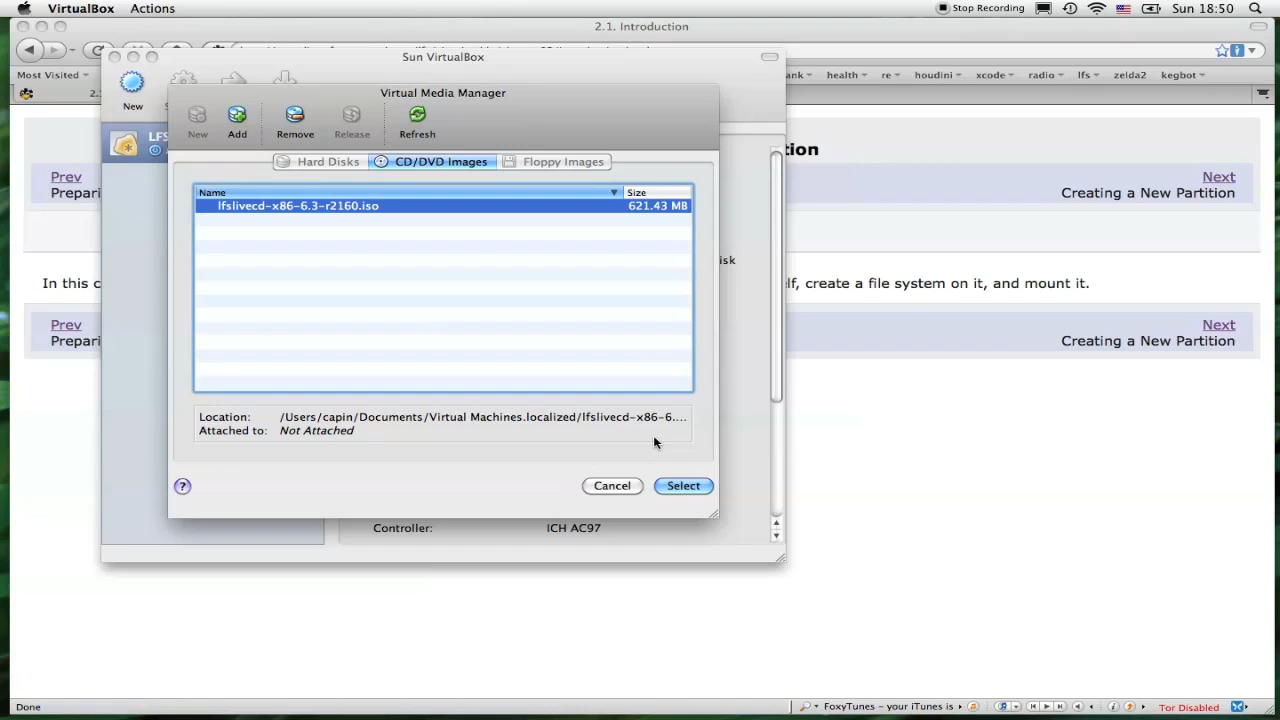 VirtualBox Actions Stop Recording Sun 18:50
2.1. Introduction
Most Visited health re houdini xcode radio lfs zelda2 kegbot
Sun VirtualBox
New
Virtual Media Manager
New Add Remove Release Refresh
Hard Disks CD/DVD Images Floppy Images
Name Size
lfslivecd-x86-6.3-r2160.iso 621.43 MB
Location: /Users/capin/Documents/Virtual Machines.localized/lfslivecd-x86-6....
Attached to: Not Attached
? Cancel Select
Controller: ICH AC97
LFS
isk
tion
Prev Next
Prepari Creating a New Partition
In this c lf, create a file system on it, and mount it.
Prev Next
Prepari Creating a New Partition
Done FoxyTunes - your iTunes is Tor Disabled